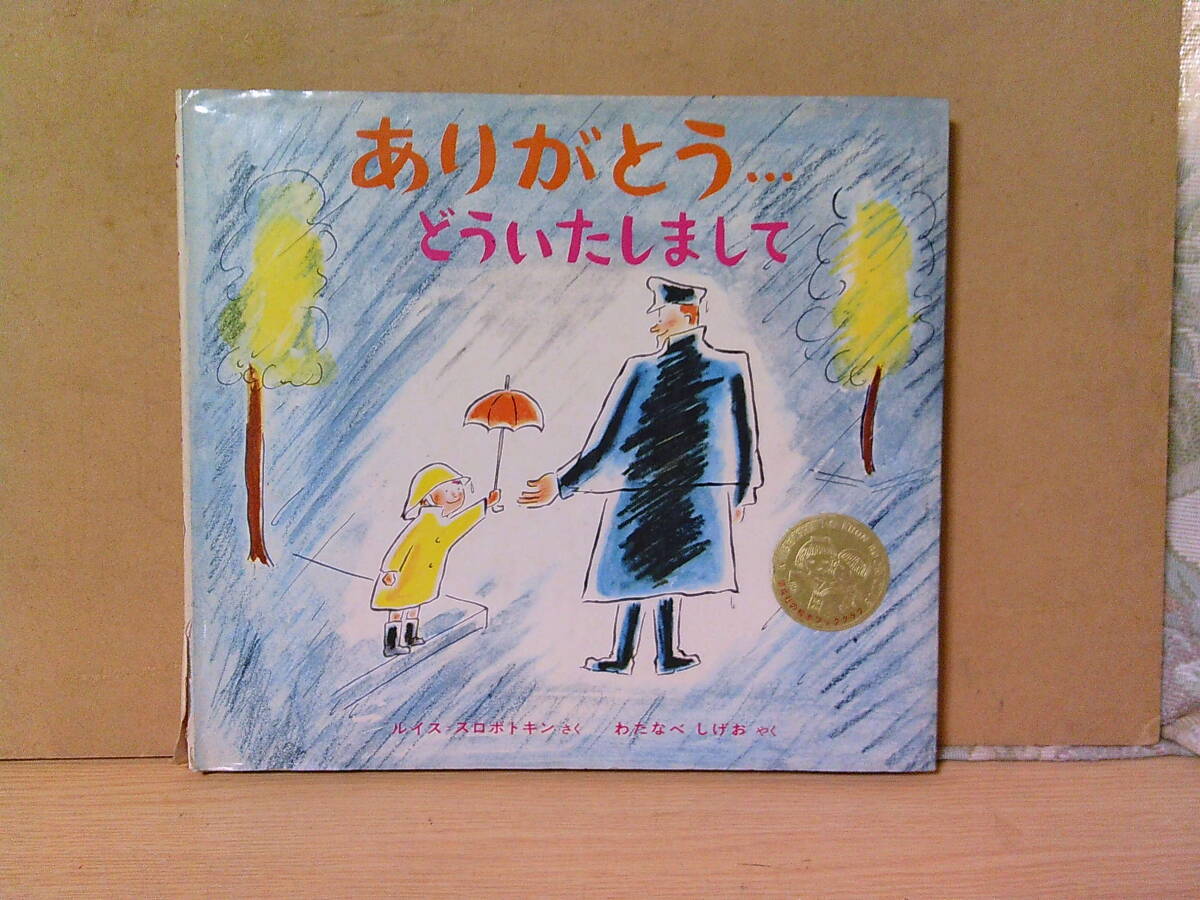 ありがとう…
どういたしまして
ルイス・スロボトキン さく　わたなべ しげお やく